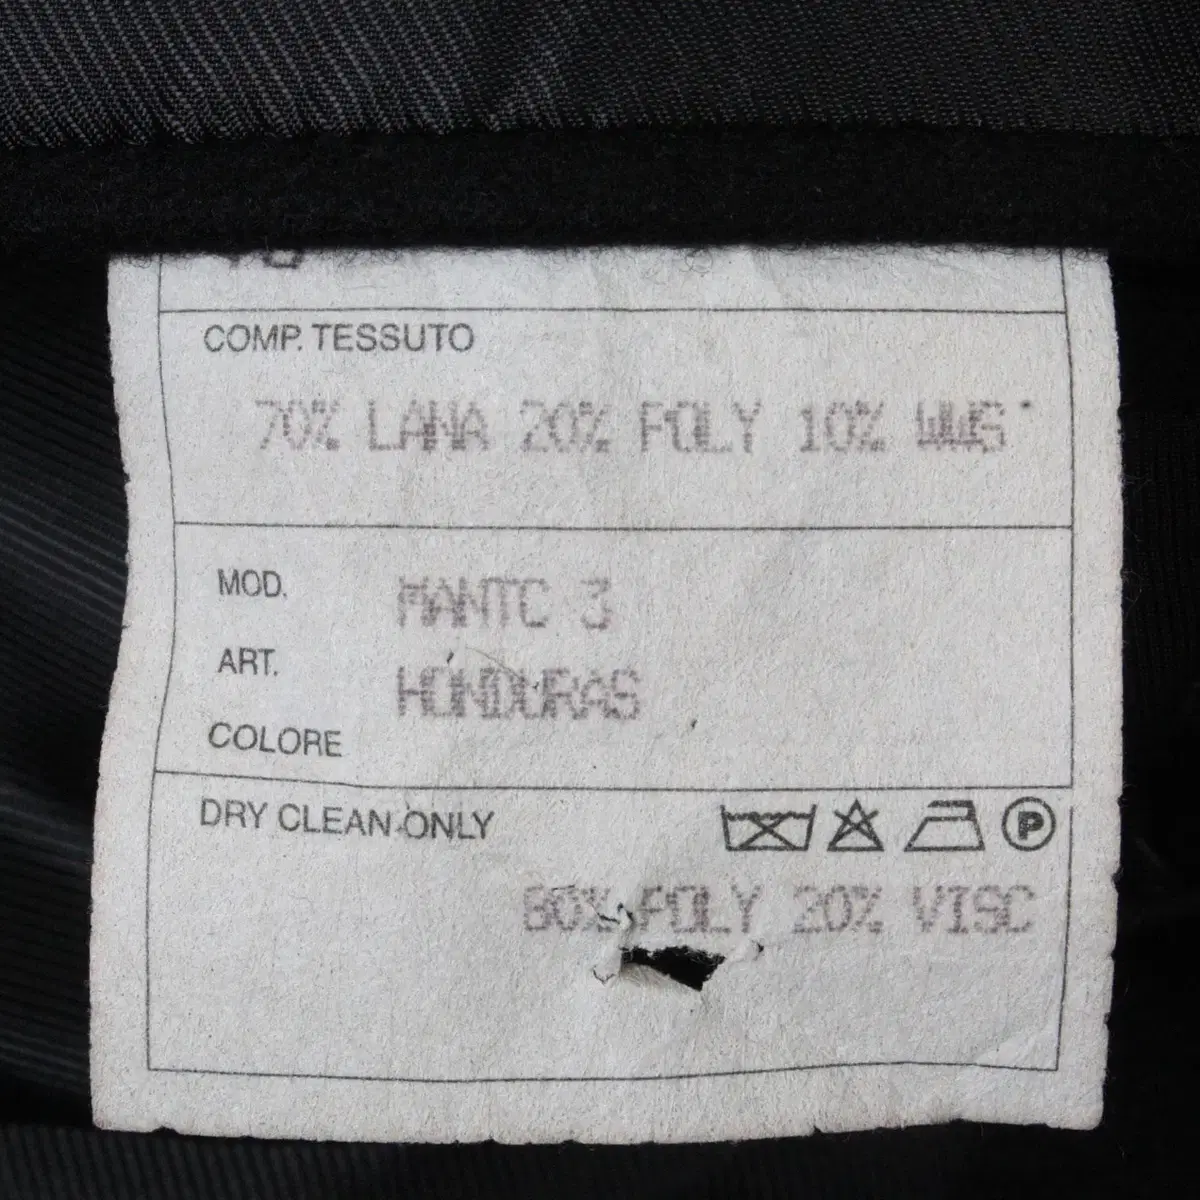 COMP. TESSUTO
70% LANA 20% POLY 10% WWS
MOD. MANTC 3
ART. HONDURAS
COLORE
DRY CLEAN ONLY
P
80% POLY 20% VISC